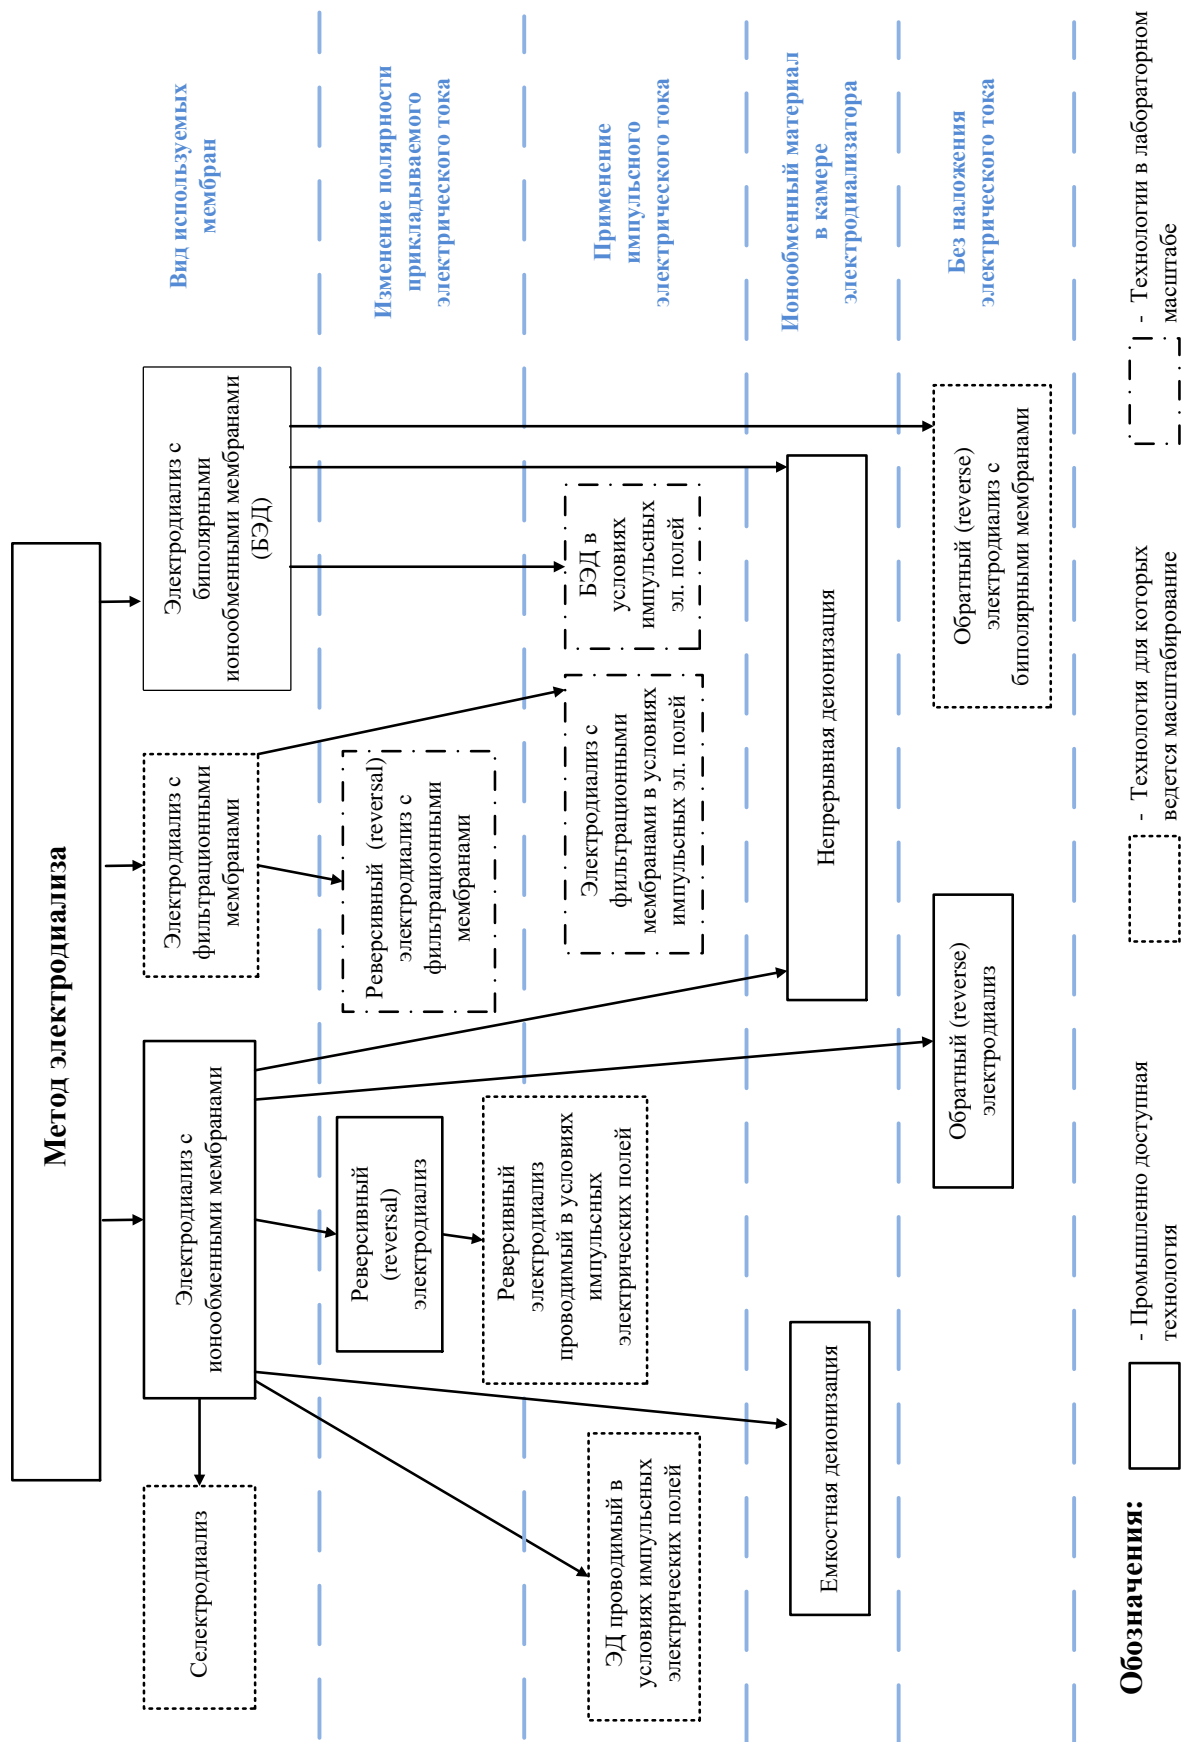 Метод электродиализа
Вид используемых
мембран
Селектродиализ
Электродиализ с
ионообменными мембранами
Электродиализ с
фильтрационными
мембранами
Электродиализ с
биполярными
ионообменными мембранами
(БЭД)
Изменение полярности
прикладываемого
электрического тока
Реверсивный
(reversal)
электродиализ
Реверсивный (reversal)
электродиализ с
фильтрационными
мембранами
Применение
импульсного
электрического тока
ЭД проводимый в
условиях импульсных
электрических полей
Реверсивный
электродиализ
проводимый в условиях
импульсных
электрических полей
Электродиализ с
фильтрационными
мембранами в условиях
импульсных эл. полей
БЭД в
условиях
импульсных
эл. полей
Ионообменный материал
в камере
электродиализатора
Емкостная деионизация
Непрерывная деионизация
Без наложения
электрического тока
Обратный (reverse)
электродиализ
Обратный (reverse)
электродиализ с
биполярными мембранами
Обозначения:
- Промышленно доступная
технология
- Технология для которых
ведется масштабирование
- Технологии в лабораторном
масштабе